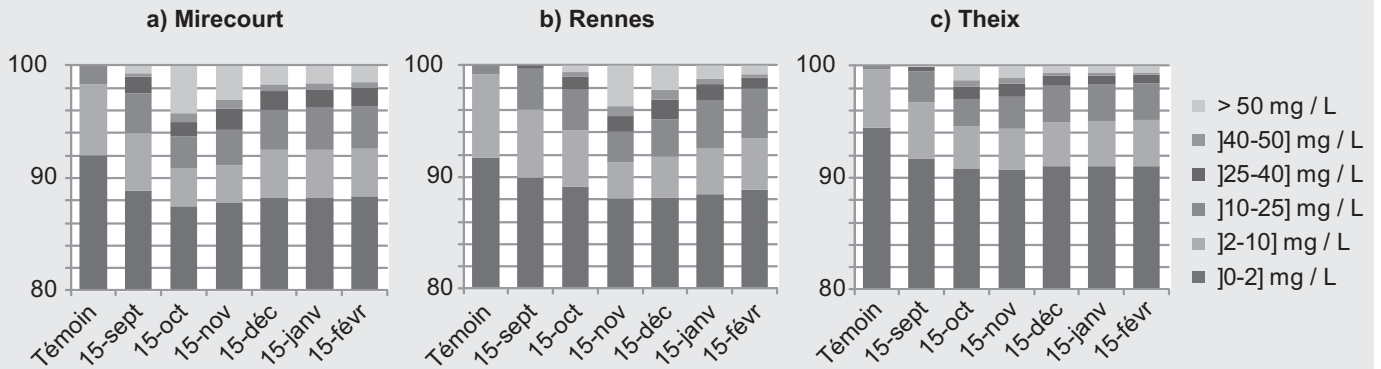 a) Mirecourt
100
90
80
Témoin
15-sept
15-oct
15-nov
15-déc
15-janv
15-févr
b) Rennes
100
90
80
Témoin
15-sept
15-oct
15-nov
15-déc
15-janv
15-févr
c) Theix
100
90
80
Témoin
15-sept
15-oct
15-nov
15-déc
15-janv
15-févr
> 50 mg / L
]40-50] mg / L
]25-40] mg / L
]10-25] mg / L
]2-10] mg / L
]0-2] mg / L